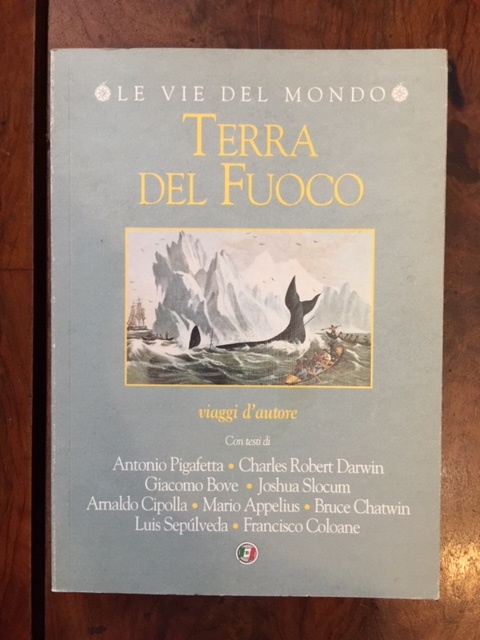 LE VIE DEL MONDO
TERRA
DEL FUOCO
viaggi d'autore
Con testi di
Antonio Pigafetta • Charles Robert Darwin
Giacomo Bove • Joshua Slocum
Arnaldo Cipolla • Mario Appelius • Bruce Chatwin
Luis Sepúlveda • Francisco Coloane